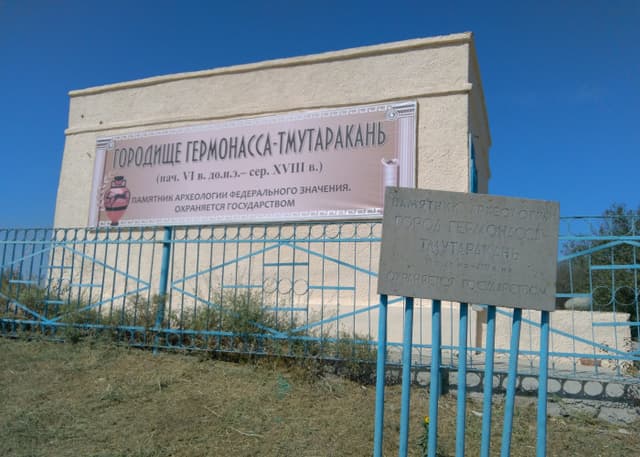 ГОРОДИЩЕ ГЕРМОНАССА-ТМУТАРАКАНЬ
(нач. VI в. до.н.э.– сер. XVIII в.)
ПАМЯТНИК АРХЕОЛОГИИ ФЕДЕРАЛЬНОГО ЗНАЧЕНИЯ.
ОХРАНЯЕТСЯ ГОСУДАРСТВОМ
ПАМЯТНИК
ГОРОД ГЕРМОНАССА
ТМУТАРАКАНЬ
ОХРАНЯЕТСЯ ГОСУДАРСТВОМ